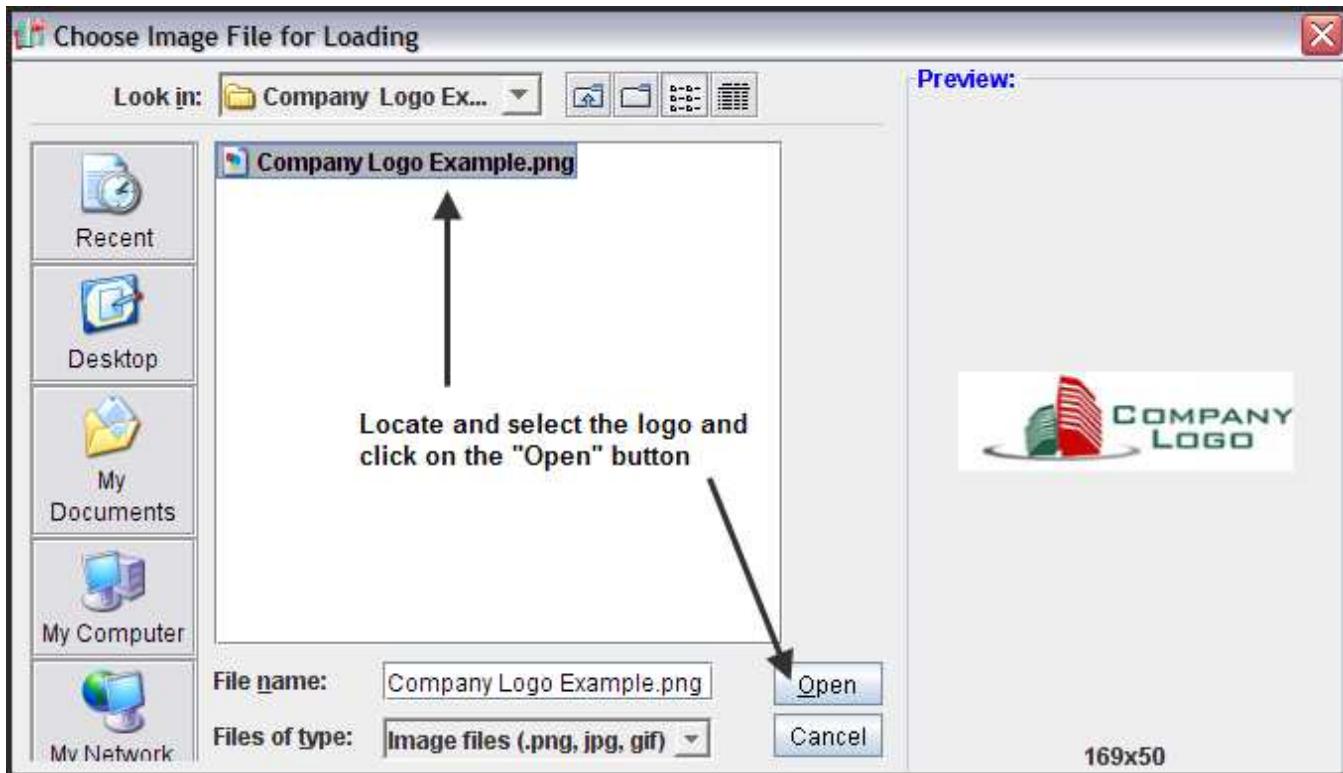 Choose Image File for Loading
Look in:
Company Logo Ex...
Preview:
Company Logo Example.png
Recent
Desktop
My
Documents
My Computer
My Network
Locate and select the logo and
click on the "Open" button
COMPANY
LOGO
File name:
Company Logo Example.png
Open
Files of type:
Image files (.png, jpg, gif)
Cancel
169x50